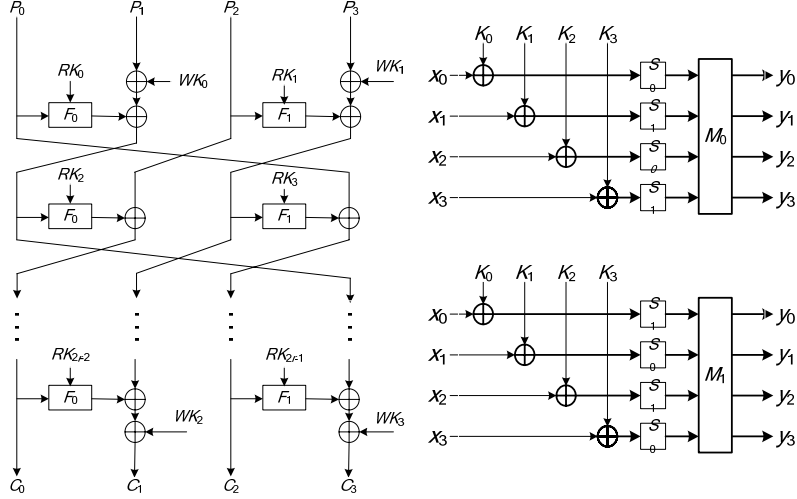 P0 P1 P2 P3
RK0 WK0 RK1 WK1
F0 F1
RK2 RK3
F0 F1
RK2r-2 RK2r-1
F0 F1
WK2 WK3
C0 C1 C2 C3
K0 K1 K2 K3
x0 S0 y0
x1 S1 y1
M0
x2 S0 y2
x3 S1 y3
K0 K1 K2 K3
x0 S1 y0
x1 S0 y1
M1
x2 S1 y2
x3 S0 y3